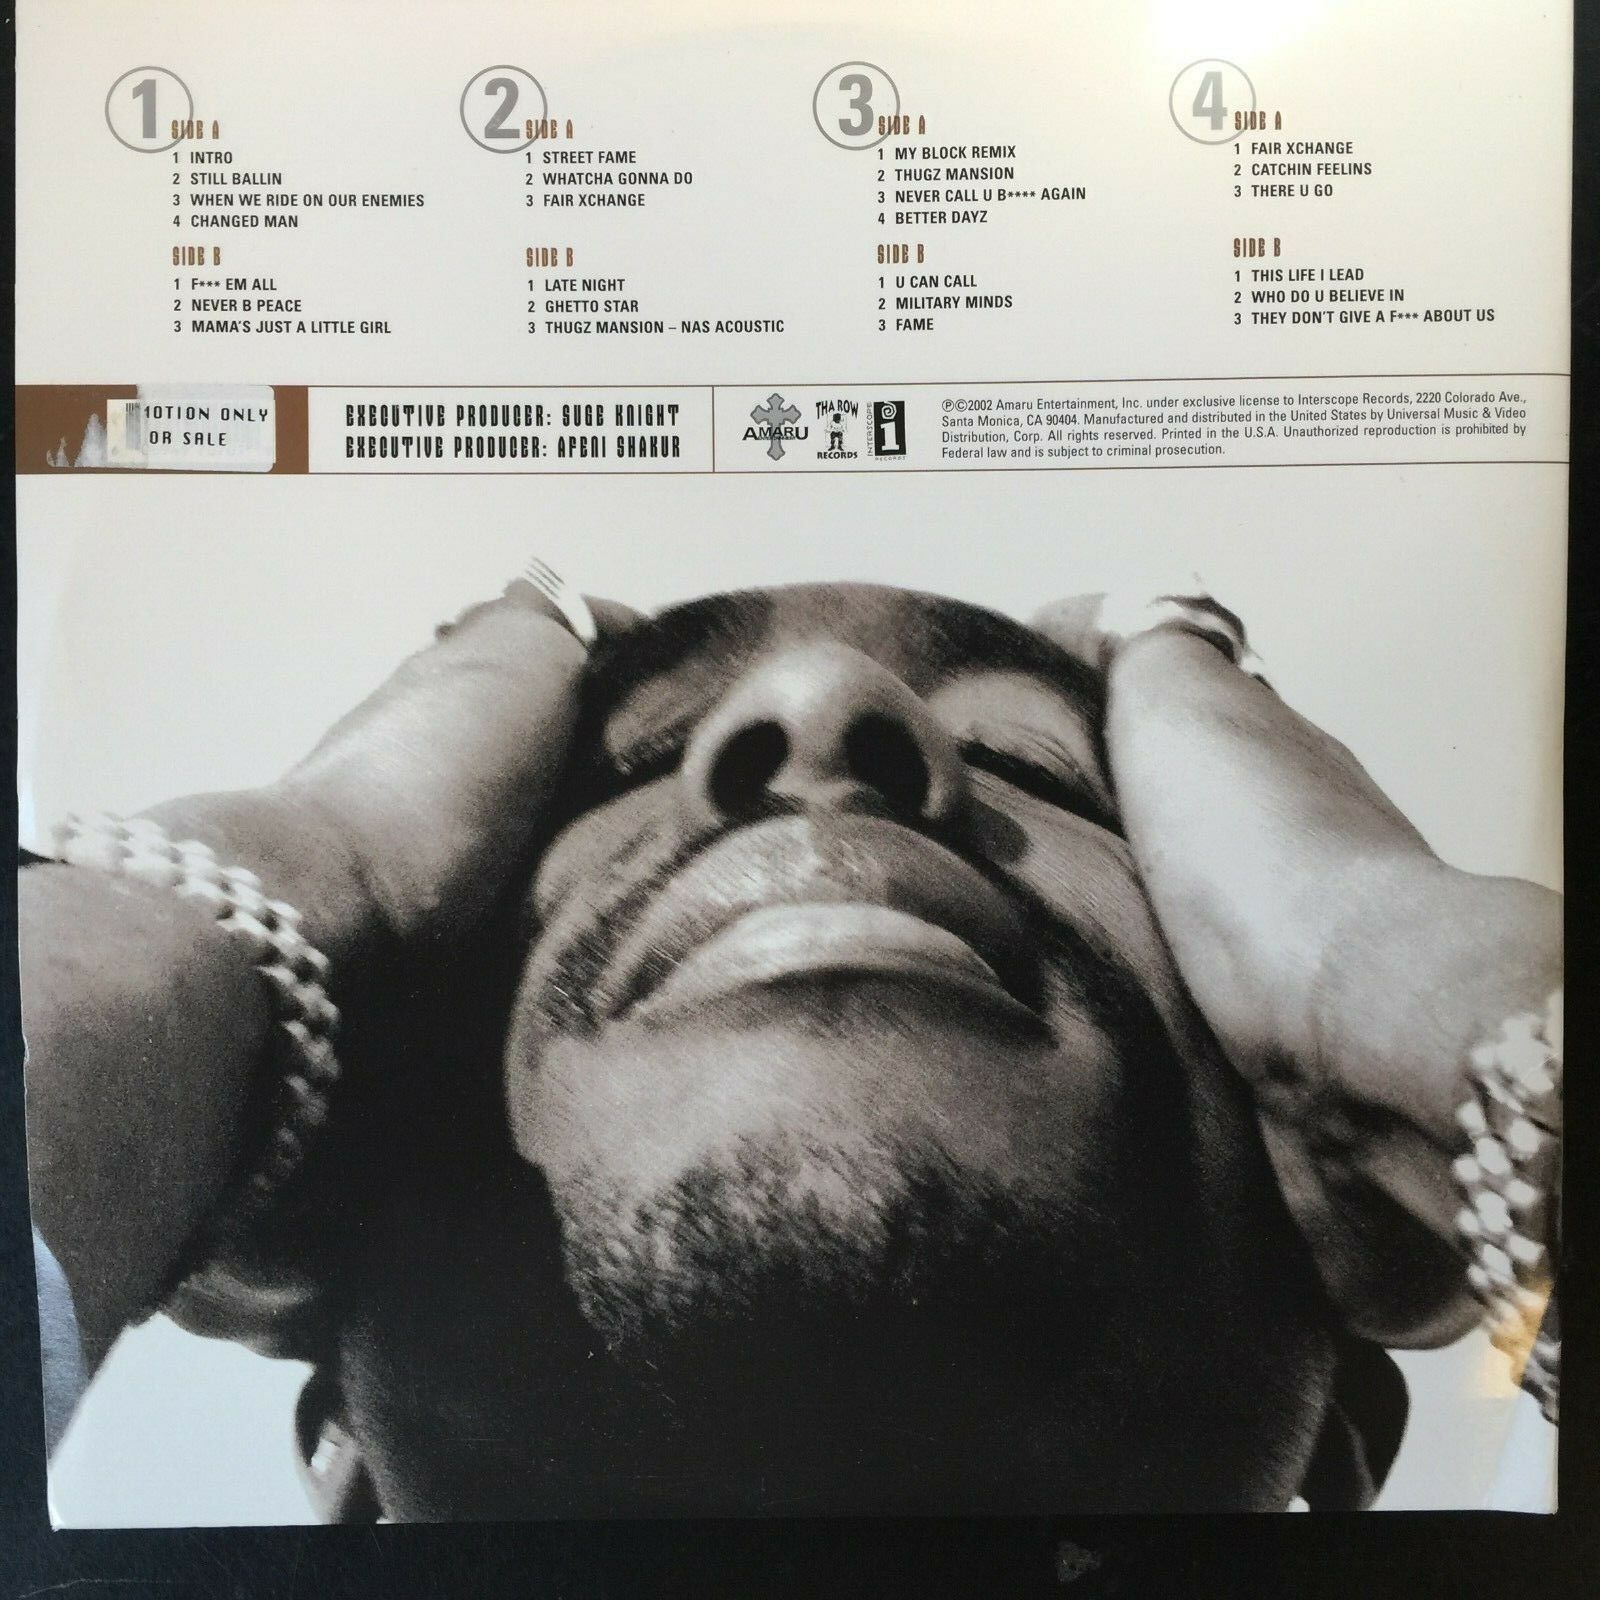 1
SIDE A
1 INTRO
2 STILL BALLIN
3 WHEN WE RIDE ON OUR ENEMIES
4 CHANGED MAN
SIDE B
1 F*** EM ALL
2 NEVER B PEACE
3 MAMA'S JUST A LITTLE GIRL
2
SIDE A
1 STREET FAME
2 WHATCHA GONNA DO
3 FAIR XCHANGE
SIDE B
1 LATE NIGHT
2 GHETTO STAR
3 THUGZ MANSION – NAS ACOUSTIC
3
SIDE A
1 MY BLOCK REMIX
2 THUGZ MANSION
3 NEVER CALL U B**** AGAIN
4 BETTER DAYZ
SIDE B
1 U CAN CALL
2 MILITARY MINDS
3 FAME
4
SIDE A
1 FAIR XCHANGE
2 CATCHIN FEELINS
3 THERE U GO
SIDE B
1 THIS LIFE I LEAD
2 WHO DO U BELIEVE IN
3 THEY DON'T GIVE A F*** ABOUT US
MOTION ONLY
OR SALE
EXECUTIVE PRODUCER: SUGE KNIGHT
EXECUTIVE PRODUCER: AFENI SHAKUR
AMARU
ENTERTAINMENT
THA ROW
RECORDS
INTERSCOPE
RECORDS
℗©2002 Amaru Entertainment, Inc. under exclusive license to Interscope Records, 2220 Colorado Ave.,
Santa Monica, CA 90404. Manufactured and distributed in the United States by Universal Music & Video
Distribution, Corp. All rights reserved. Printed in the U.S.A. Unauthorized reproduction is prohibited by
Federal law and is subject to criminal prosecution.